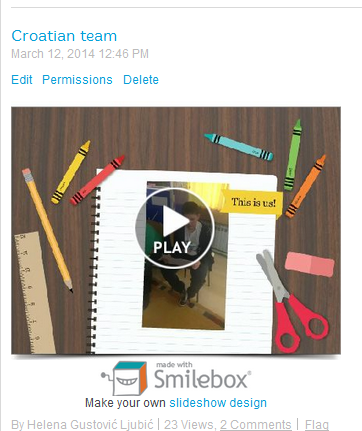 Croatian team
March 12, 2014 12:46 PM
Edit Permissions Delete
This is us!
PLAY
made with
Smilebox®
Make your own slideshow design
By Helena Gustović Ljubić | 23 Views, 2 Comments | Flag